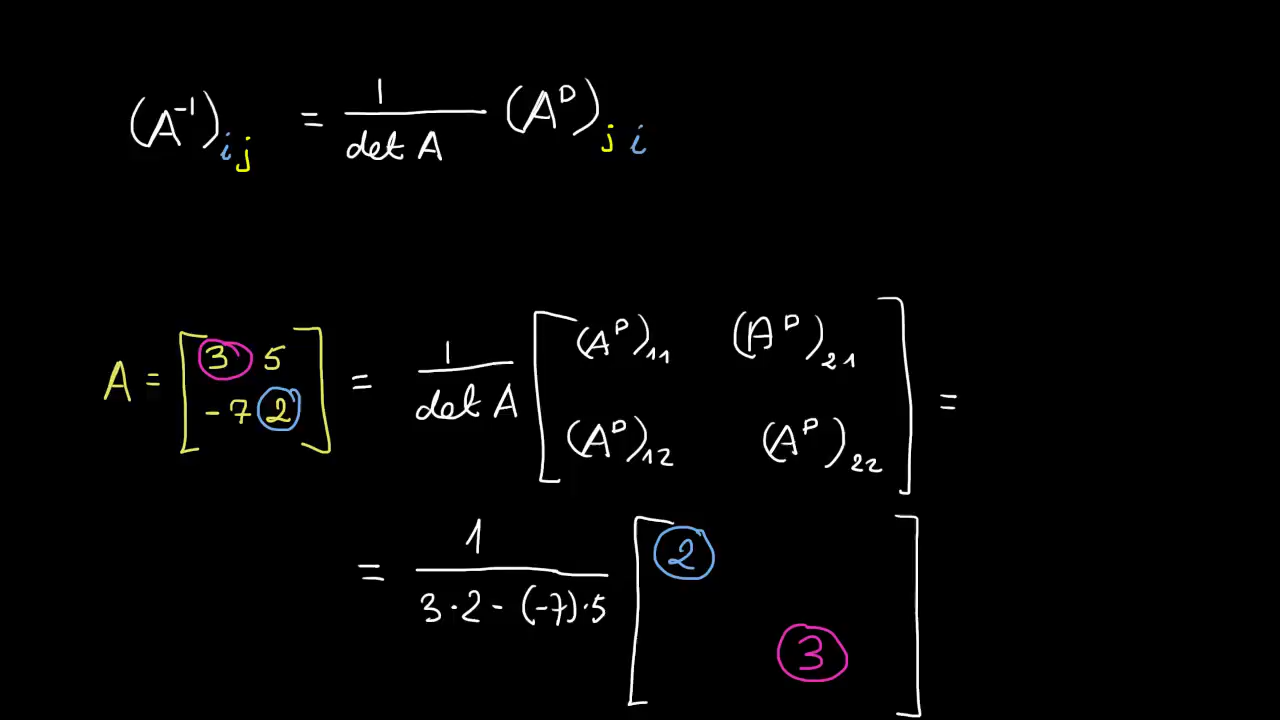 (A⁻¹)ᵢⱼ = 1/(det A) (Aᴰ)ⱼᵢ
A = [3 5; -7 2] = 1/(det A) [(Aᴰ)₁₁ (Aᴰ)₂₁; (Aᴰ)₁₂ (Aᴰ)₂₂] =
= 1/(3·2-(-7)·5) [2 ; 3]